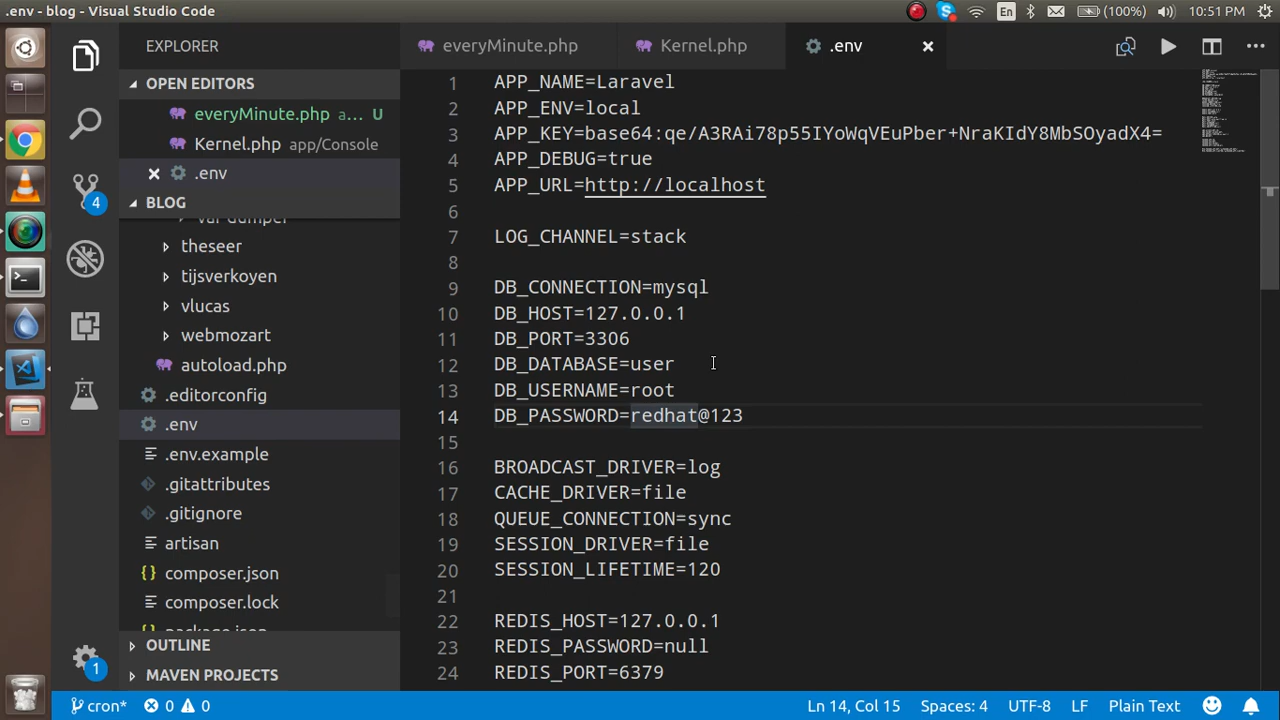 .env - blog - Visual Studio Code
En
(100%)
10:51 PM
EXPLORER
OPEN EDITORS
everyMinute.php a... U
Kernel.php app/Console
.env
BLOG
theseer
tijsverkoyen
vlucas
webmozart
autoload.php
.editorconfig
.env
.env.example
.gitattributes
.gitignore
artisan
composer.json
composer.lock
package.json
OUTLINE
MAVEN PROJECTS
4
1
everyMinute.php
Kernel.php
.env
1 APP_NAME=Laravel
2 APP_ENV=local
3 APP_KEY=base64:qe/A3RAi78p55IYoWqVEuPber+NraKIdY8MbSOyadX4=
4 APP_DEBUG=true
5 APP_URL=http://localhost
6
7 LOG_CHANNEL=stack
8
9 DB_CONNECTION=mysql
10 DB_HOST=127.0.0.1
11 DB_PORT=3306
12 DB_DATABASE=user
13 DB_USERNAME=root
14 DB_PASSWORD=redhat@123
15
16 BROADCAST_DRIVER=log
17 CACHE_DRIVER=file
18 QUEUE_CONNECTION=sync
19 SESSION_DRIVER=file
20 SESSION_LIFETIME=120
21
22 REDIS_HOST=127.0.0.1
23 REDIS_PASSWORD=null
24 REDIS_PORT=6379
cron* 0 0
Ln 14, Col 15
Spaces: 4
UTF-8
LF
Plain Text